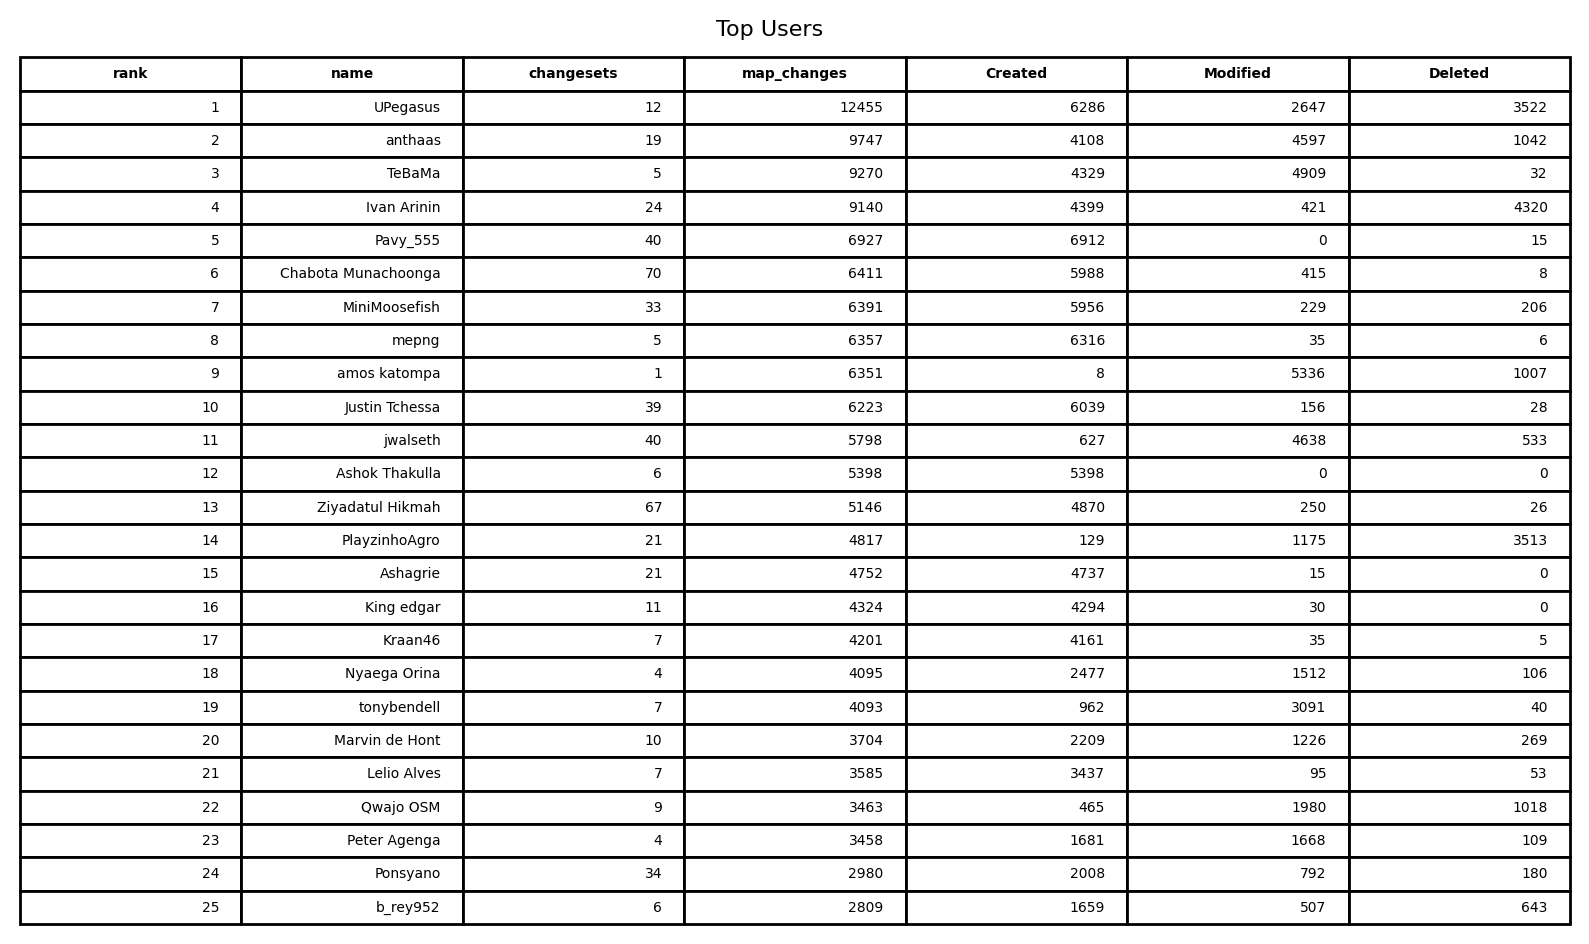 Top Users
rank name changesets map_changes Created Modified Deleted
1 UPegasus 12 12455 6286 2647 3522
2 anthaas 19 9747 4108 4597 1042
3 TeBaMa 5 9270 4329 4909 32
4 Ivan Arinin 24 9140 4399 421 4320
5 Pavy_555 40 6927 6912 0 15
6 Chabota Munachoonga 70 6411 5988 415 8
7 MiniMoosefish 33 6391 5956 229 206
8 mepng 5 6357 6316 35 6
9 amos katompa 1 6351 8 5336 1007
10 Justin Tchessa 39 6223 6039 156 28
11 jwalseth 40 5798 627 4638 533
12 Ashok Thakulla 6 5398 5398 0 0
13 Ziyadatul Hikmah 67 5146 4870 250 26
14 PlayzinhoAgro 21 4817 129 1175 3513
15 Ashagrie 21 4752 4737 15 0
16 King edgar 11 4324 4294 30 0
17 Kraan46 7 4201 4161 35 5
18 Nyaega Orina 4 4095 2477 1512 106
19 tonybendell 7 4093 962 3091 40
20 Marvin de Hont 10 3704 2209 1226 269
21 Lelio Alves 7 3585 3437 95 53
22 Qwajo OSM 9 3463 465 1980 1018
23 Peter Agenga 4 3458 1681 1668 109
24 Ponsyano 34 2980 2008 792 180
25 b_rey952 6 2809 1659 507 643